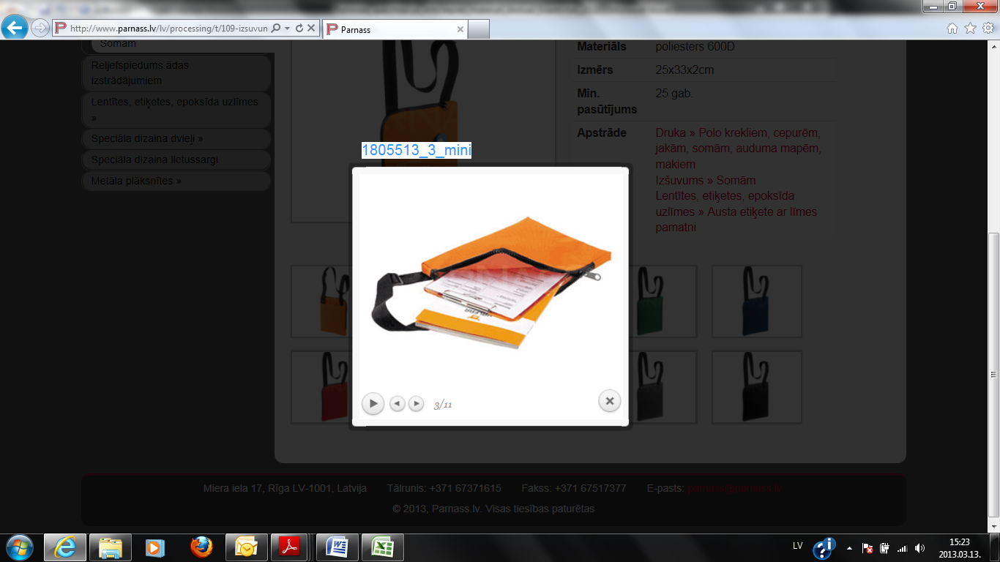 http://www.parnass.lv/lv/processing/t/109-izsuvun
Parnass
Somām
Reljefspiedums ādas
izstrādājumiem
Lentītes, etiķetes, epoksīda uzlīmes
»
Speciāla dizaina dvieļi »
Speciāla dizaina lietussargi
Metāla plāksnītes »
Materiāls poliesters 600D
Izmērs 25x33x2cm
Min. 25 gab.
pasūtījums
Apstrāde Druka » Polo krekliem, cepurēm,
jakām, somām, auduma mapēm,
makiem
Izšuvums » Somām
Lentītes, etiķetes, epoksīda
uzlīmes » Austa etiķete ar līmes
pamatni
1805513_3_mini
3/11
Miera iela 17, Rīga LV-1001, Latvija Tālrunis: +371 67371615 Fakss: +371 67517377 E-pasts: parnass@parnass.lv
© 2013, Parnass.lv. Visas tiesības paturētas
LV
15:23
2013.03.13.